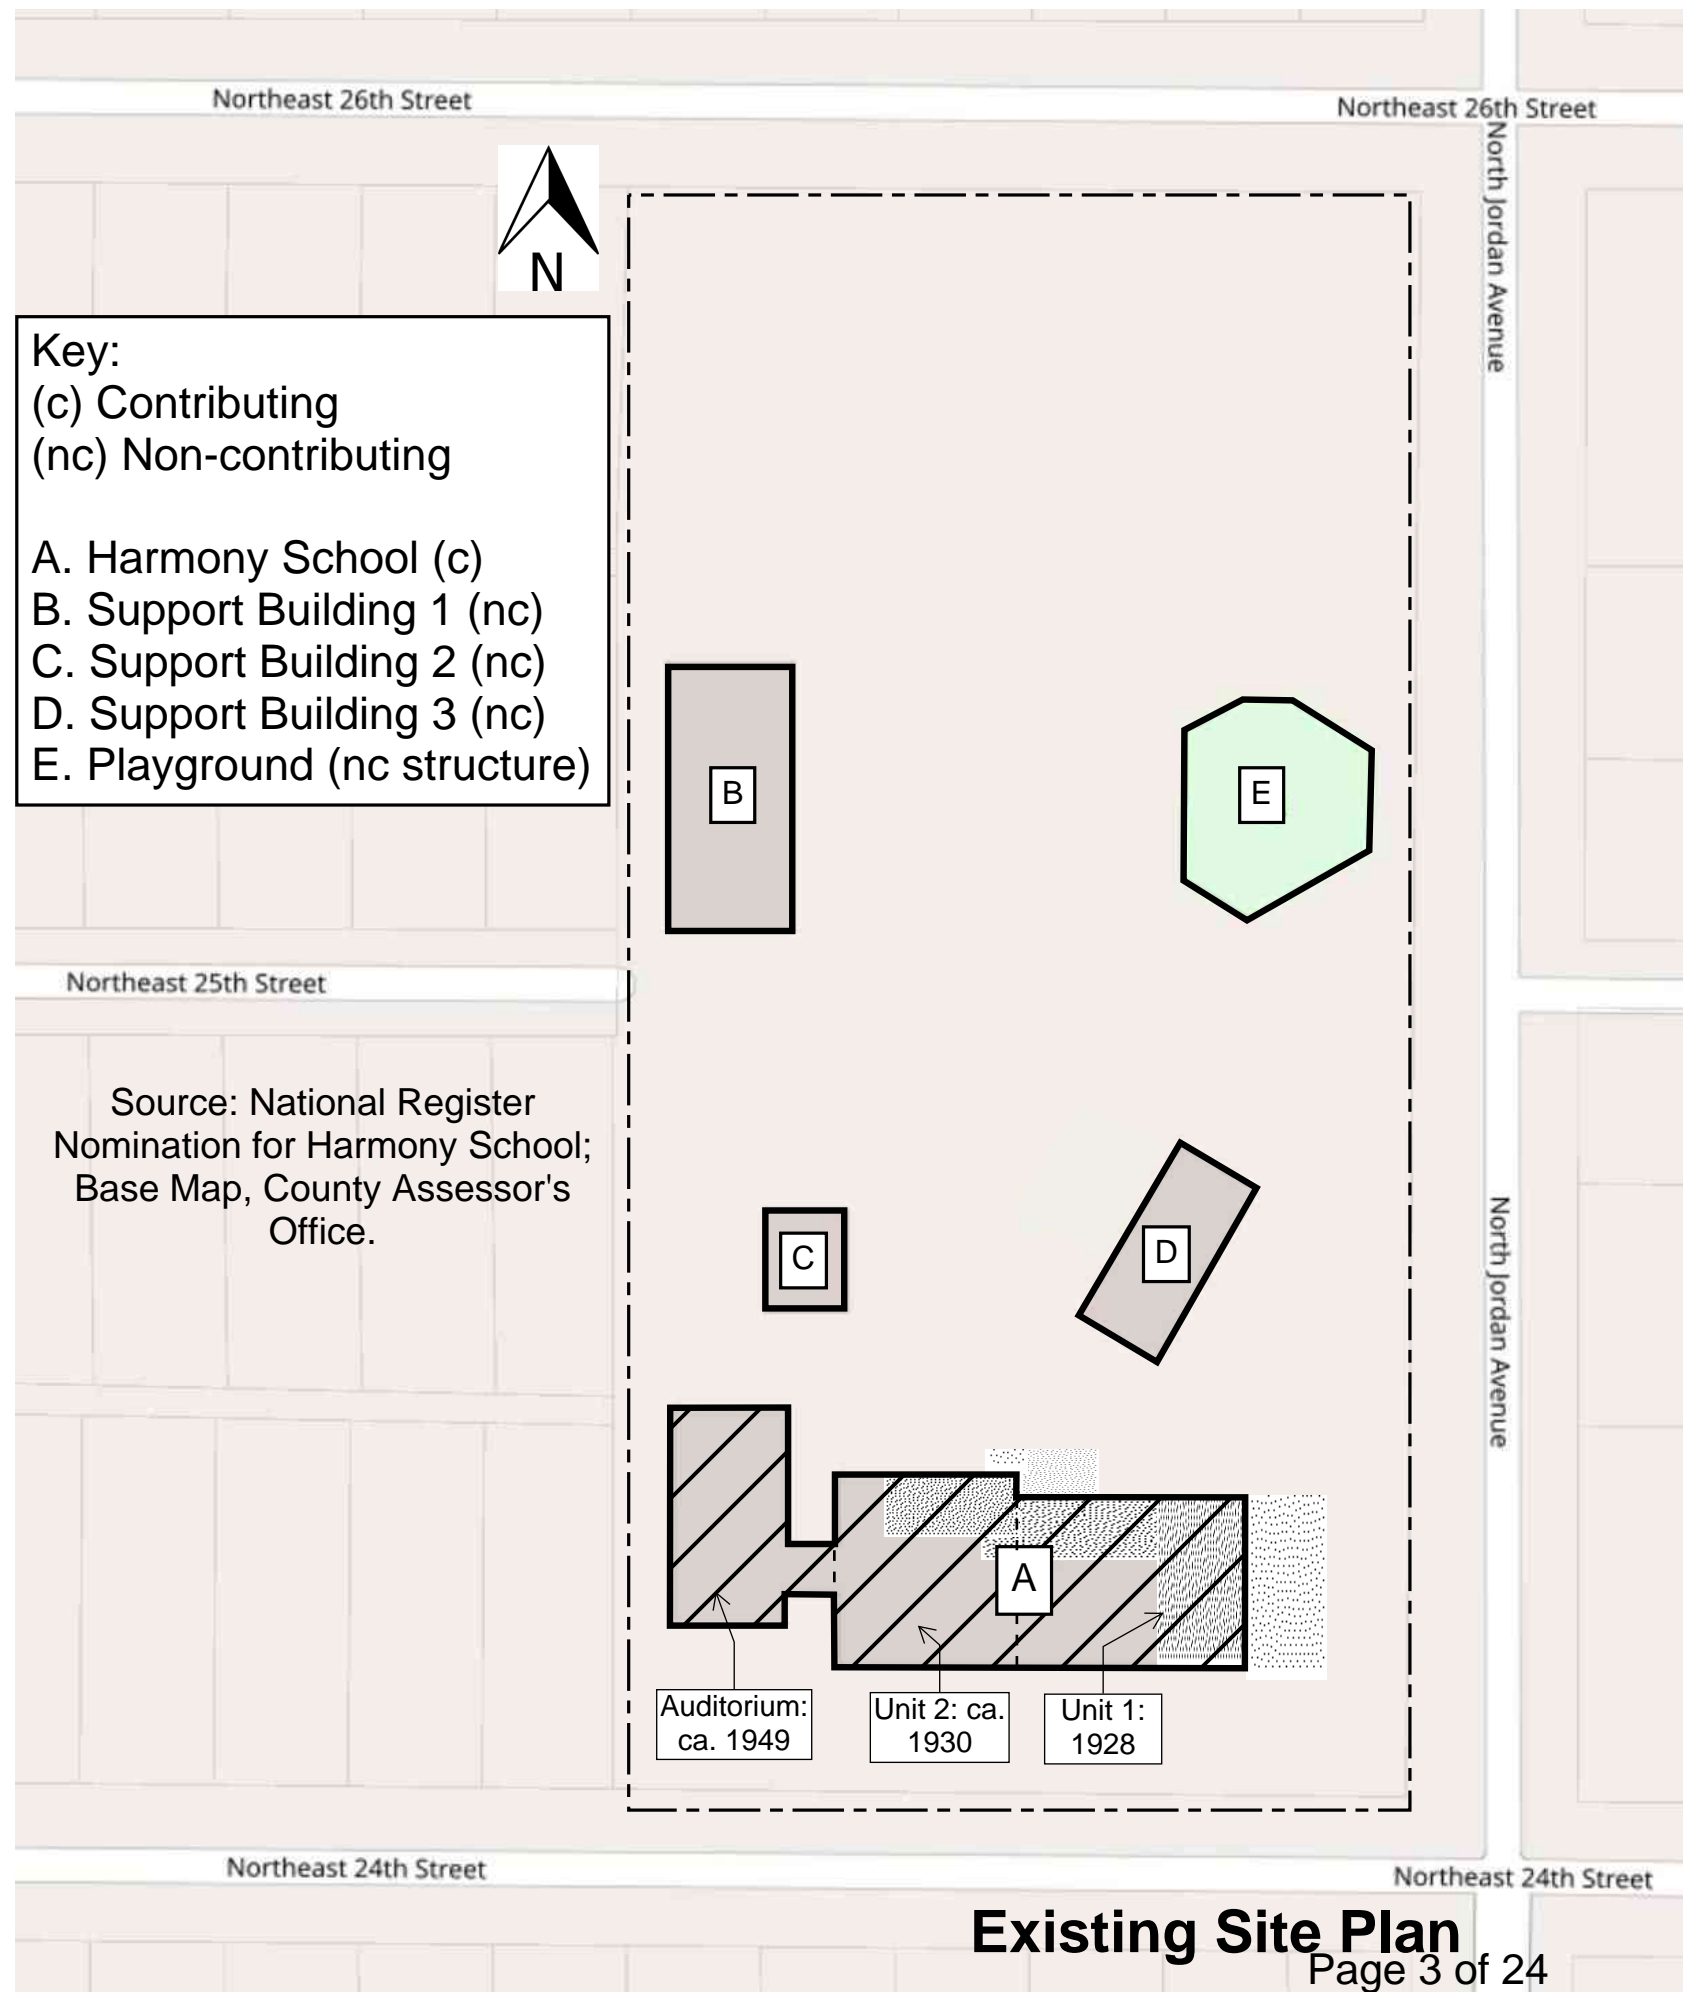 Northeast 26th Street
Northeast 26th Street
North Jordan Avenue
N
Key:
(c) Contributing
(nc) Non-contributing
A. Harmony School (c)
B. Support Building 1 (nc)
C. Support Building 2 (nc)
D. Support Building 3 (nc)
E. Playground (nc structure)
B
E
Northeast 25th Street
Source: National Register
Nomination for Harmony School;
Base Map, County Assessor's
Office.
C
D
North Jordan Avenue
A
Auditorium:
ca. 1949
Unit 2: ca.
1930
Unit 1:
1928
Northeast 24th Street
Northeast 24th Street
Existing Site Plan
Page 3 of 24